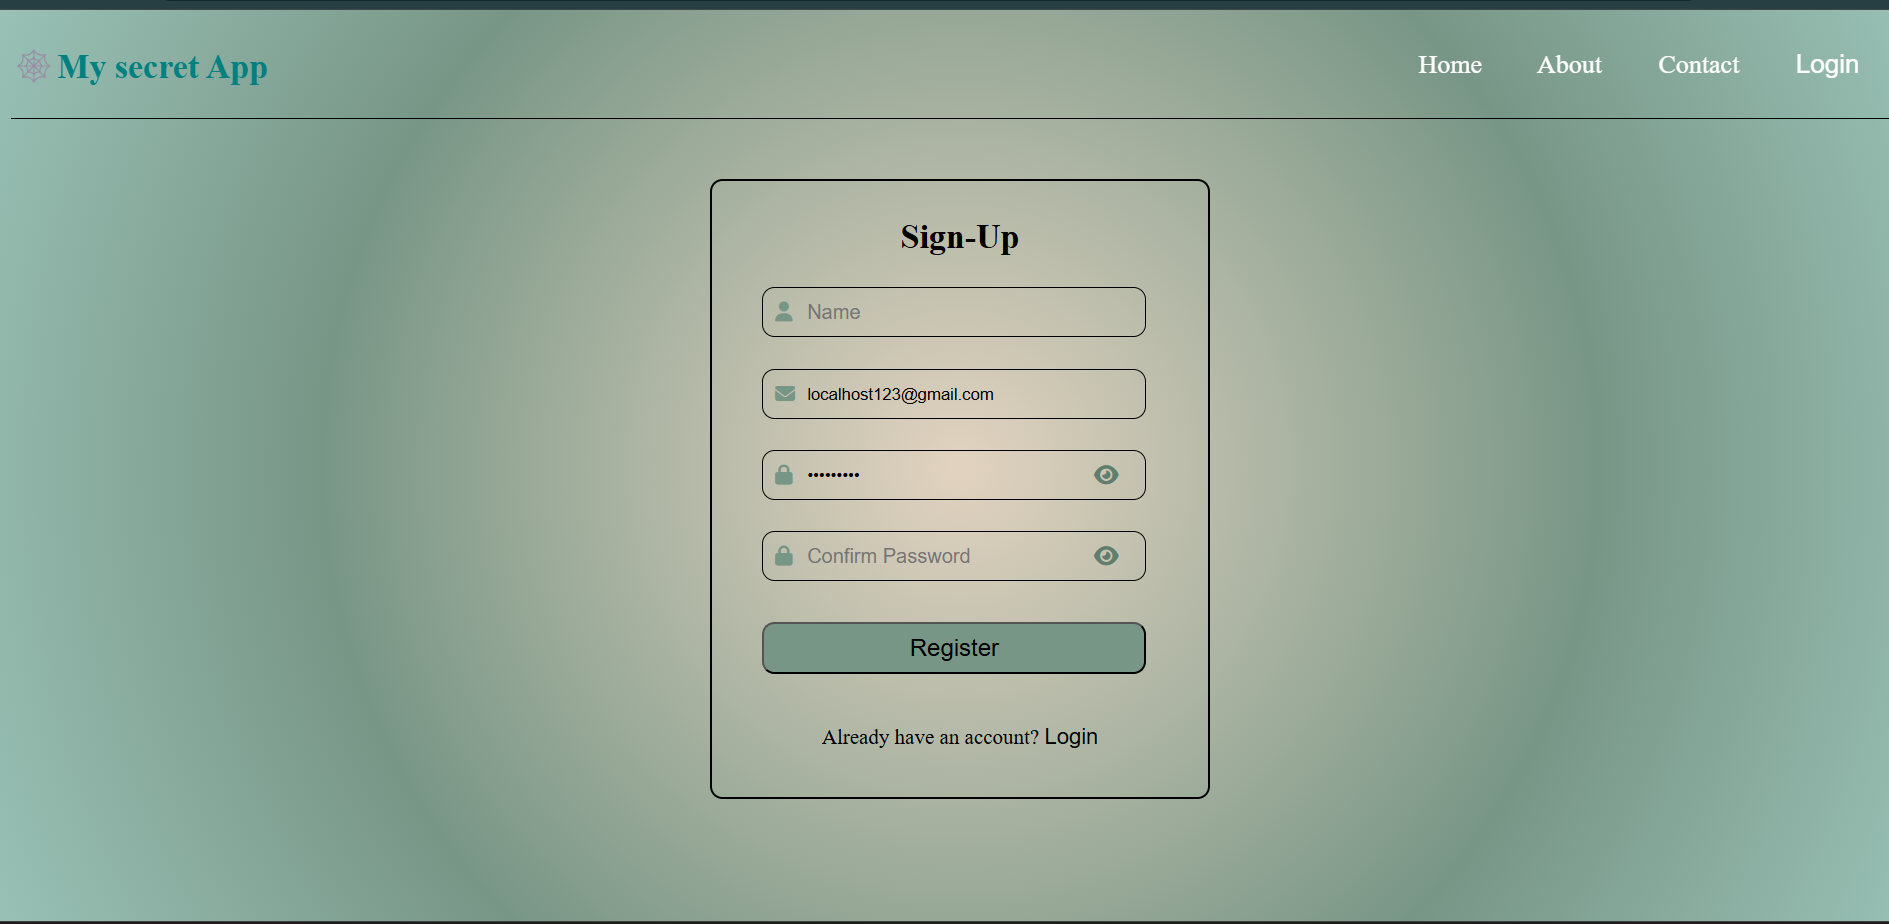 My secret App
Home About Contact Login
Sign-Up
Name
localhost123@gmail.com
•••••••••
Confirm Password
Register
Already have an account? Login